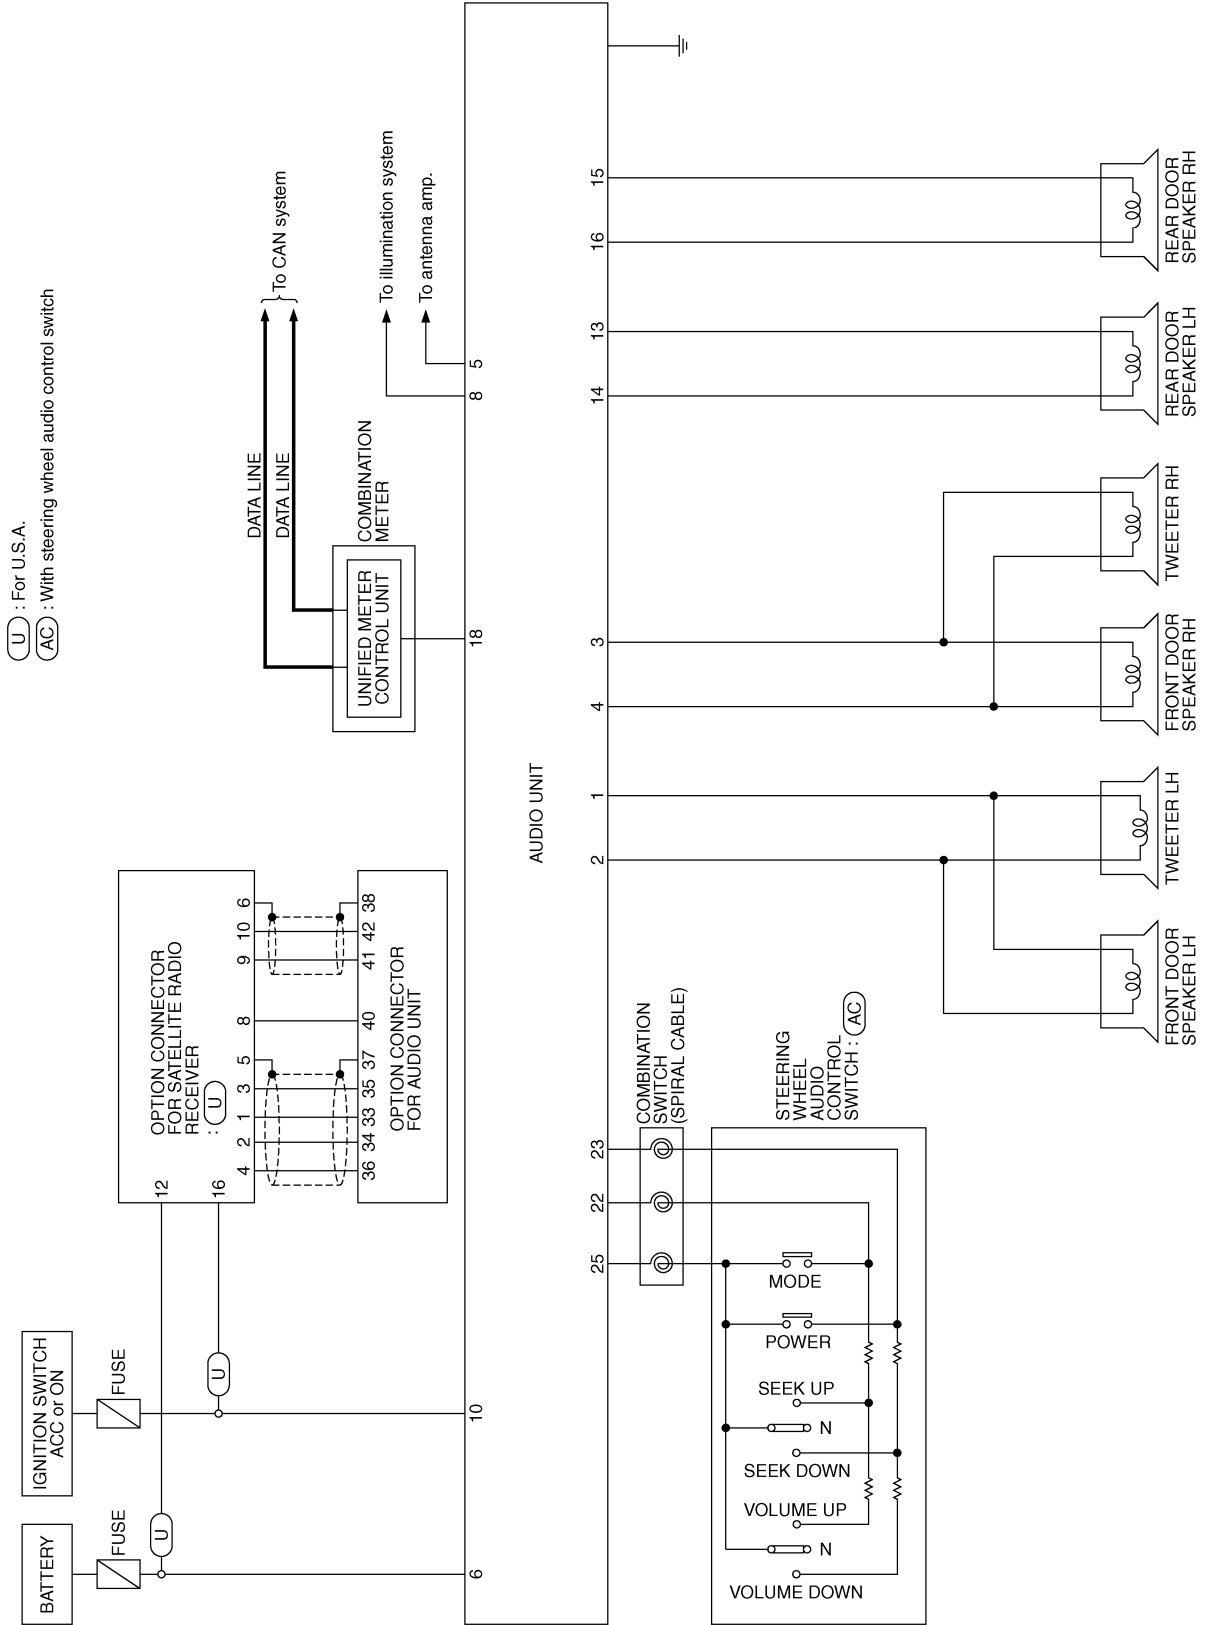 U : For U.S.A.
AC : With steering wheel audio control switch
BATTERY
FUSE
U
IGNITION SWITCH
ACC or ON
FUSE
U
12
16
OPTION CONNECTOR
FOR SATELLITE RADIO
RECEIVER
: U
4
2
1
3
5
8
9
10
6
36
34
33
35
37
40
41
42
38
OPTION CONNECTOR
FOR AUDIO UNIT
DATA LINE
DATA LINE
To CAN system
COMBINATION
METER
UNIFIED METER
CONTROL UNIT
To illumination system
To antenna amp.
6
10
18
8
5
AUDIO UNIT
25
22
23
2
1
4
3
14
13
16
15
COMBINATION
SWITCH
(SPIRAL CABLE)
STEERING
WHEEL
AUDIO
CONTROL
SWITCH : AC
MODE
POWER
SEEK UP
N
SEEK DOWN
VOLUME UP
N
VOLUME DOWN
FRONT DOOR
SPEAKER LH
TWEETER LH
FRONT DOOR
SPEAKER RH
TWEETER RH
REAR DOOR
SPEAKER LH
REAR DOOR
SPEAKER RH